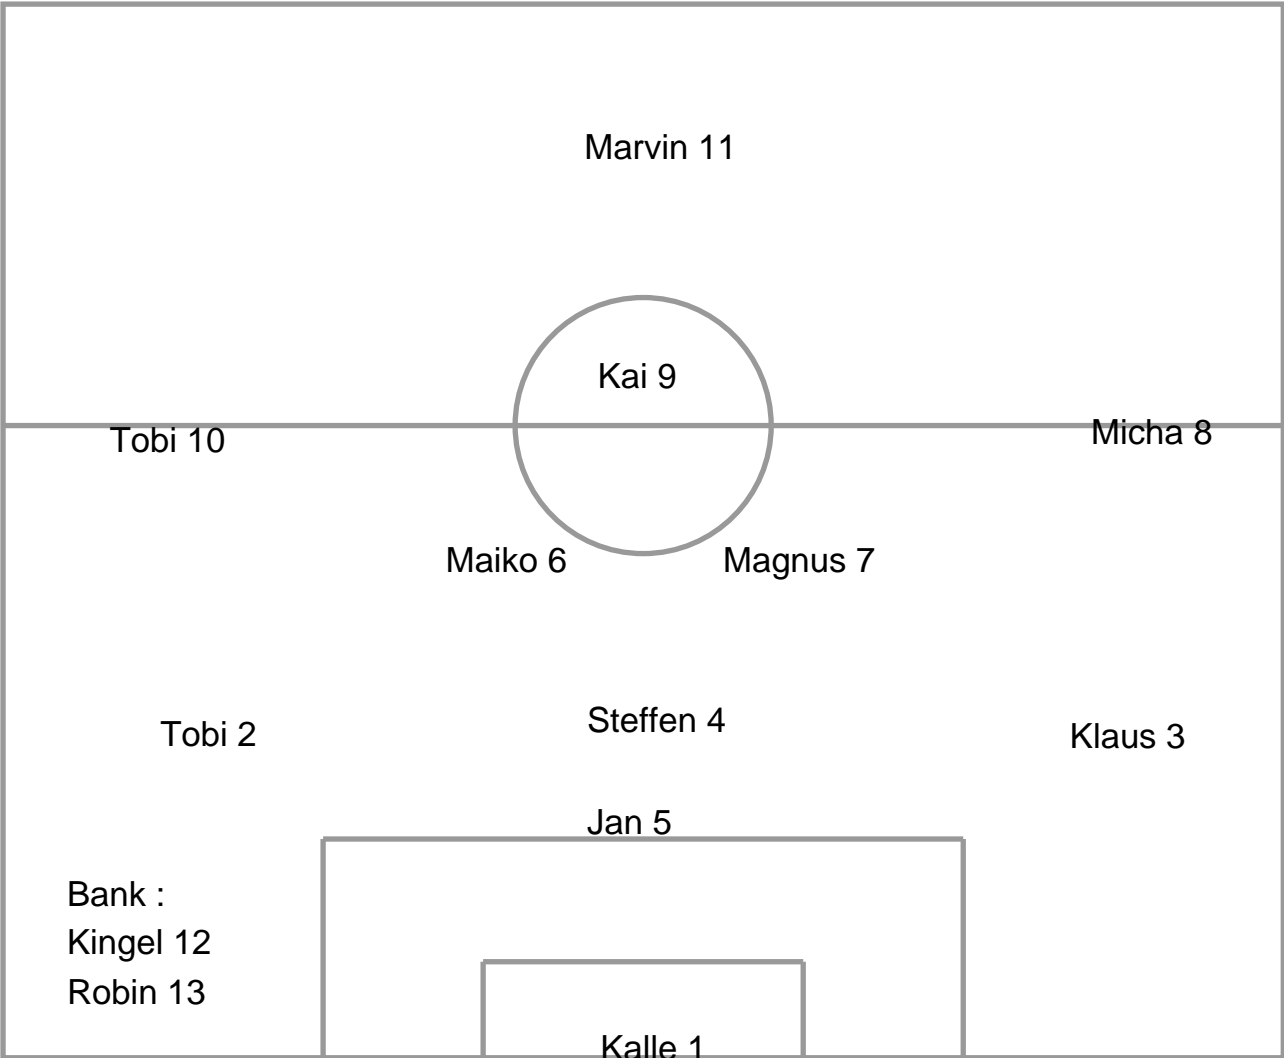 Marvin 11
Kai 9
Tobi 10
Micha 8
Maiko 6
Magnus 7
Tobi 2
Steffen 4
Klaus 3
Jan 5
Bank :
Kingel 12
Robin 13
Kalle 1